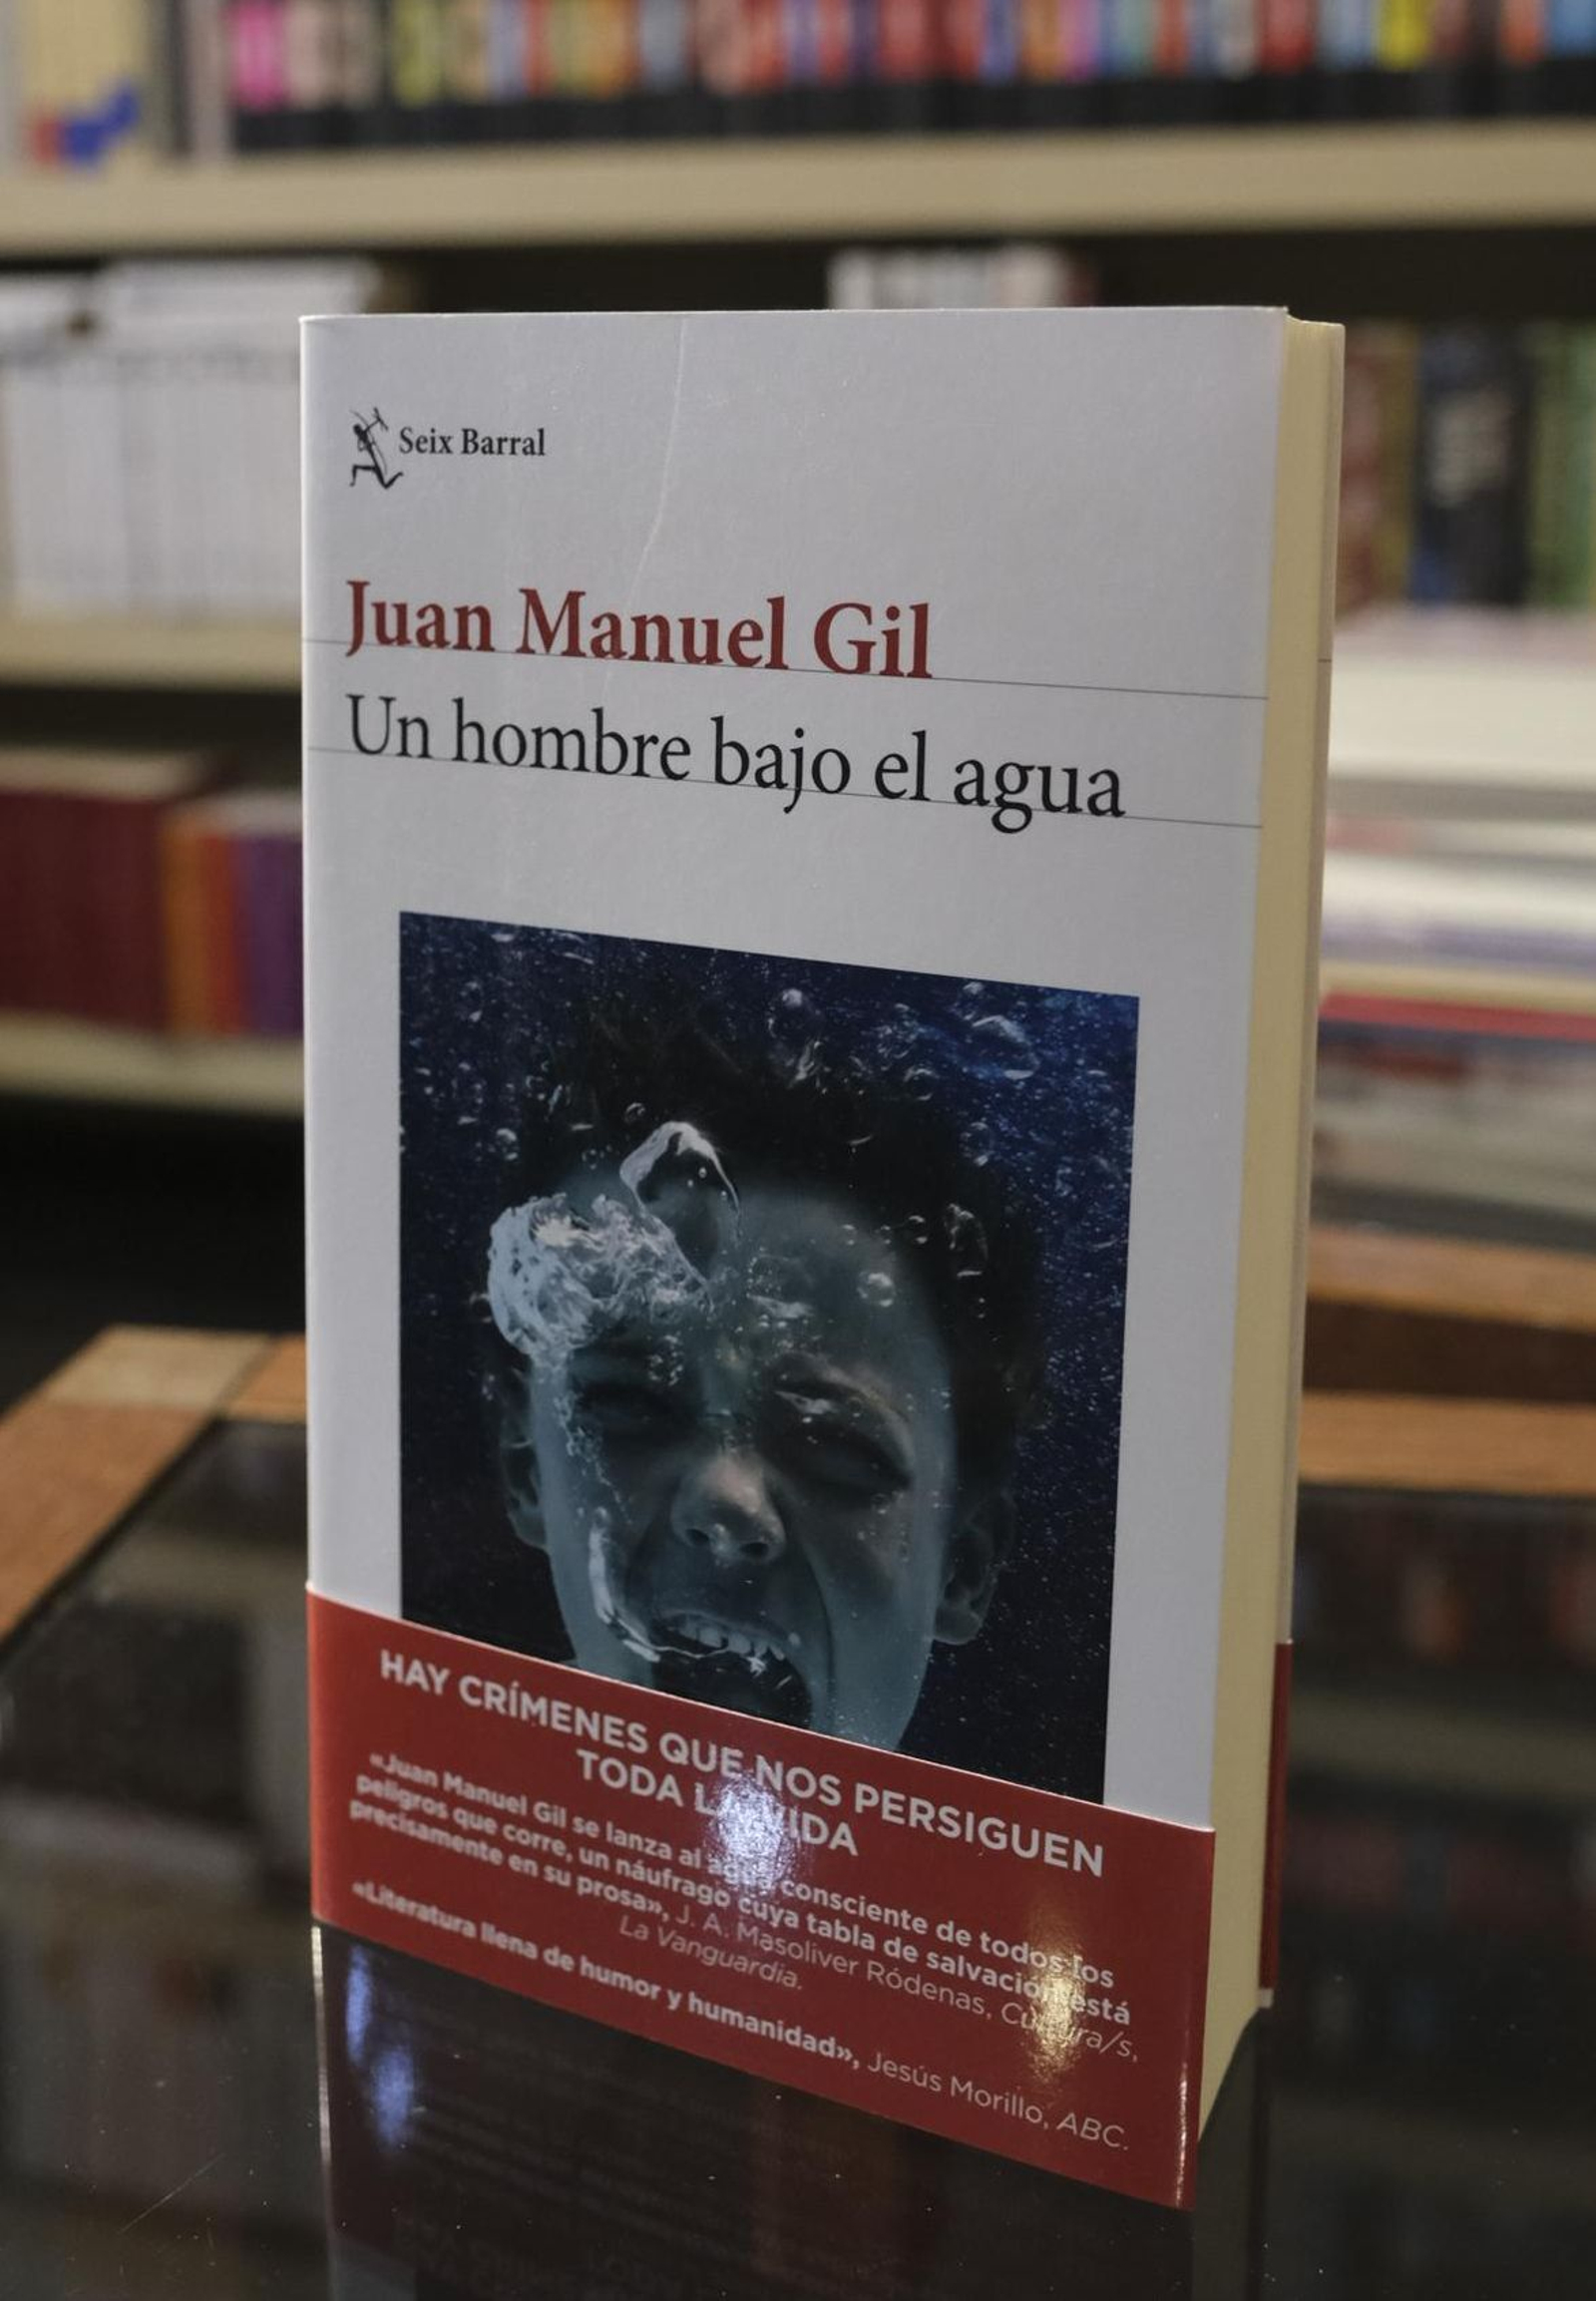 Seix Barral
Juan Manuel Gil
Un hombre bajo el agua
HAY CRÍMENES QUE NOS PERSIGUEN
TODA LA VIDA
«Juan Manuel Gil se lanza al agua consciente de todos los
peligros que corre, un náufrago cuya tabla de salvación está
precisamente en su prosa», J. A. Masoliver Ródenas, Cultura/s,
La Vanguardia.
«Literatura llena de humor y humanidad», Jesús Morillo, ABC.